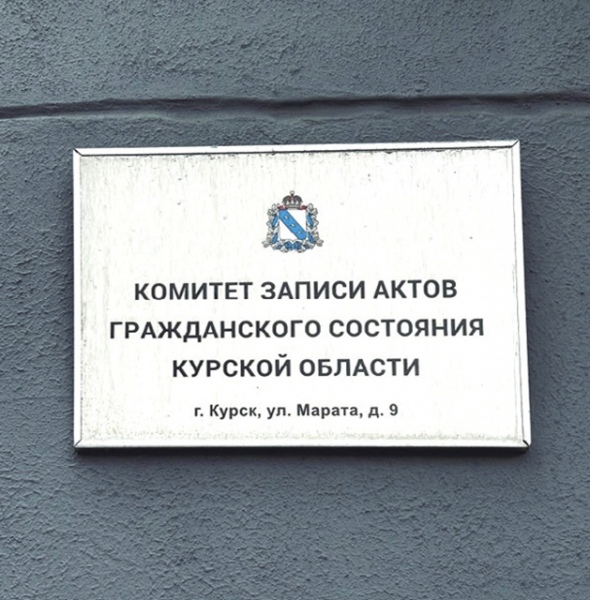 КОМИТЕТ ЗАПИСИ АКТОВ
ГРАЖДАНСКОГО СОСТОЯНИЯ
КУРСКОЙ ОБЛАСТИ
г. Курск, ул. Марата, д. 9